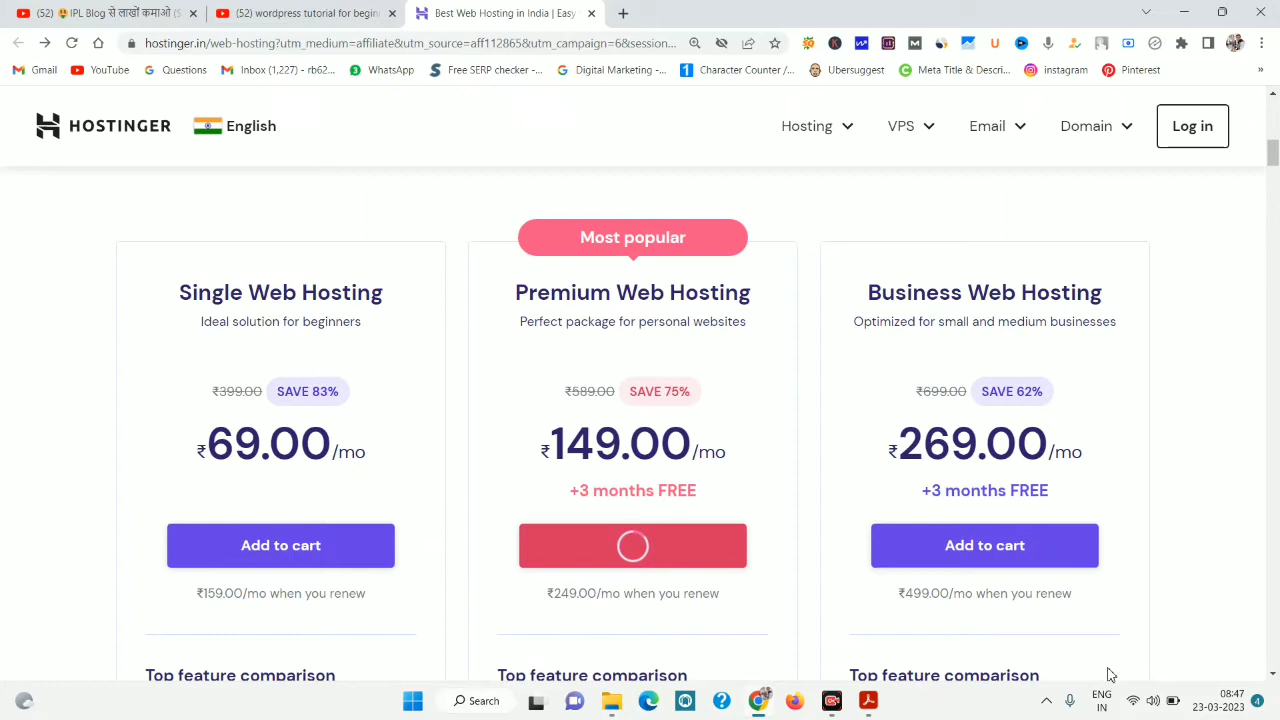 (52) 🤑 IPL Blog से लाखों कमाओ 🤑 (S
(52) wordpress tutorial for beginn
Best Web Hosting in India | Easy
hostinger.in/web-hosting?utm_medium=affiliate&utm_source=aff112865&utm_campaign=6&session...
Gmail
YouTube
Question
Inbox (1,227) - rb62...
WhatsApp
Free SERP checker -...
Digital Marketing -...
Character Counter /...
Ubersuggest
Meta Title & Descri...
instagram
Pinterest
»
HOSTINGER
English
Hosting
VPS
Email
Domain
Log in
Most popular
Single Web Hosting
Ideal solution for beginners
₹399.00 SAVE 83%
₹69.00/mo
Add to cart
₹159.00/mo when you renew
Top feature comparison
Premium Web Hosting
Perfect package for personal websites
₹589.00 SAVE 75%
₹149.00/mo
+3 months FREE
₹249.00/mo when you renew
Top feature comparison
Business Web Hosting
Optimized for small and medium businesses
₹699.00 SAVE 62%
₹269.00/mo
+3 months FREE
Add to cart
₹499.00/mo when you renew
Top feature comparison
Search
ENG
IN
08:47
23-03-2023
4